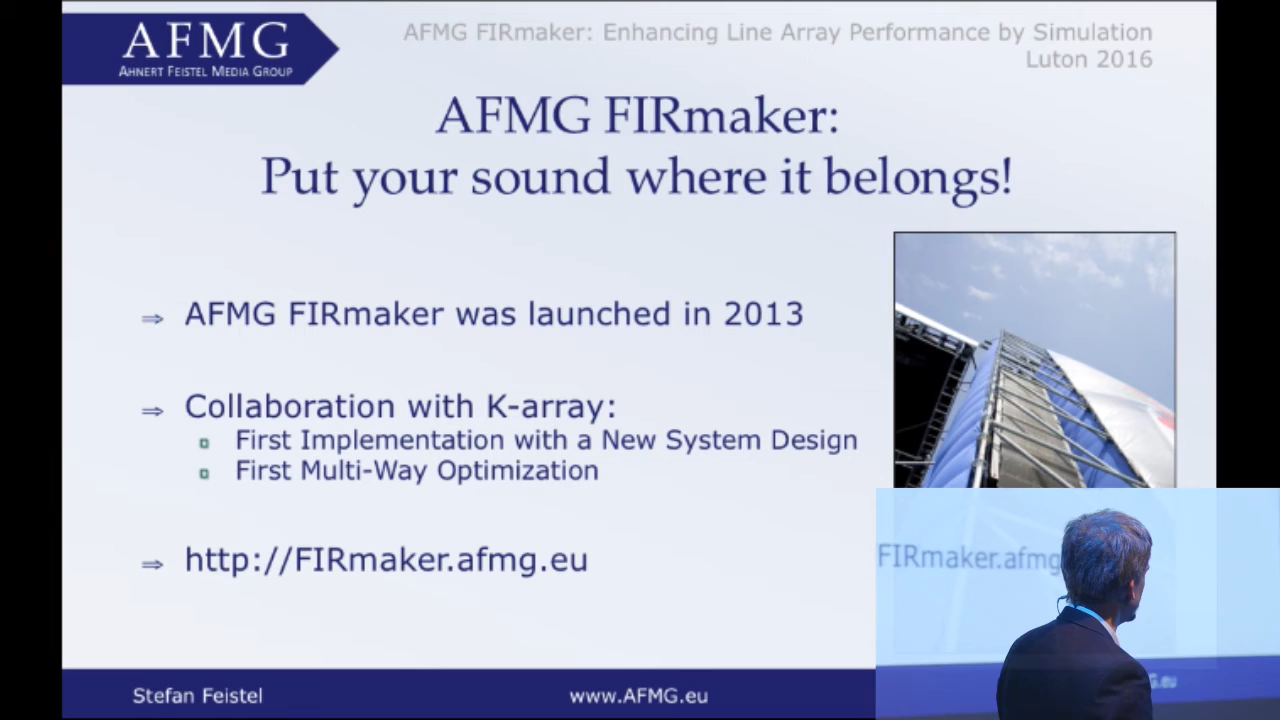 AFMG
AHNERT FEISTEL MEDIA GROUP
AFMG FIRmaker: Enhancing Line Array Performance by Simulation
Luton 2016
AFMG FIRmaker:
Put your sound where it belongs!
⇒ AFMG FIRmaker was launched in 2013
⇒ Collaboration with K-array:
▫ First Implementation with a New System Design
▫ First Multi-Way Optimization
⇒ http://FIRmaker.afmg.eu
FIRmaker.afmg
Stefan Feistel
www.AFMG.eu
G.eu